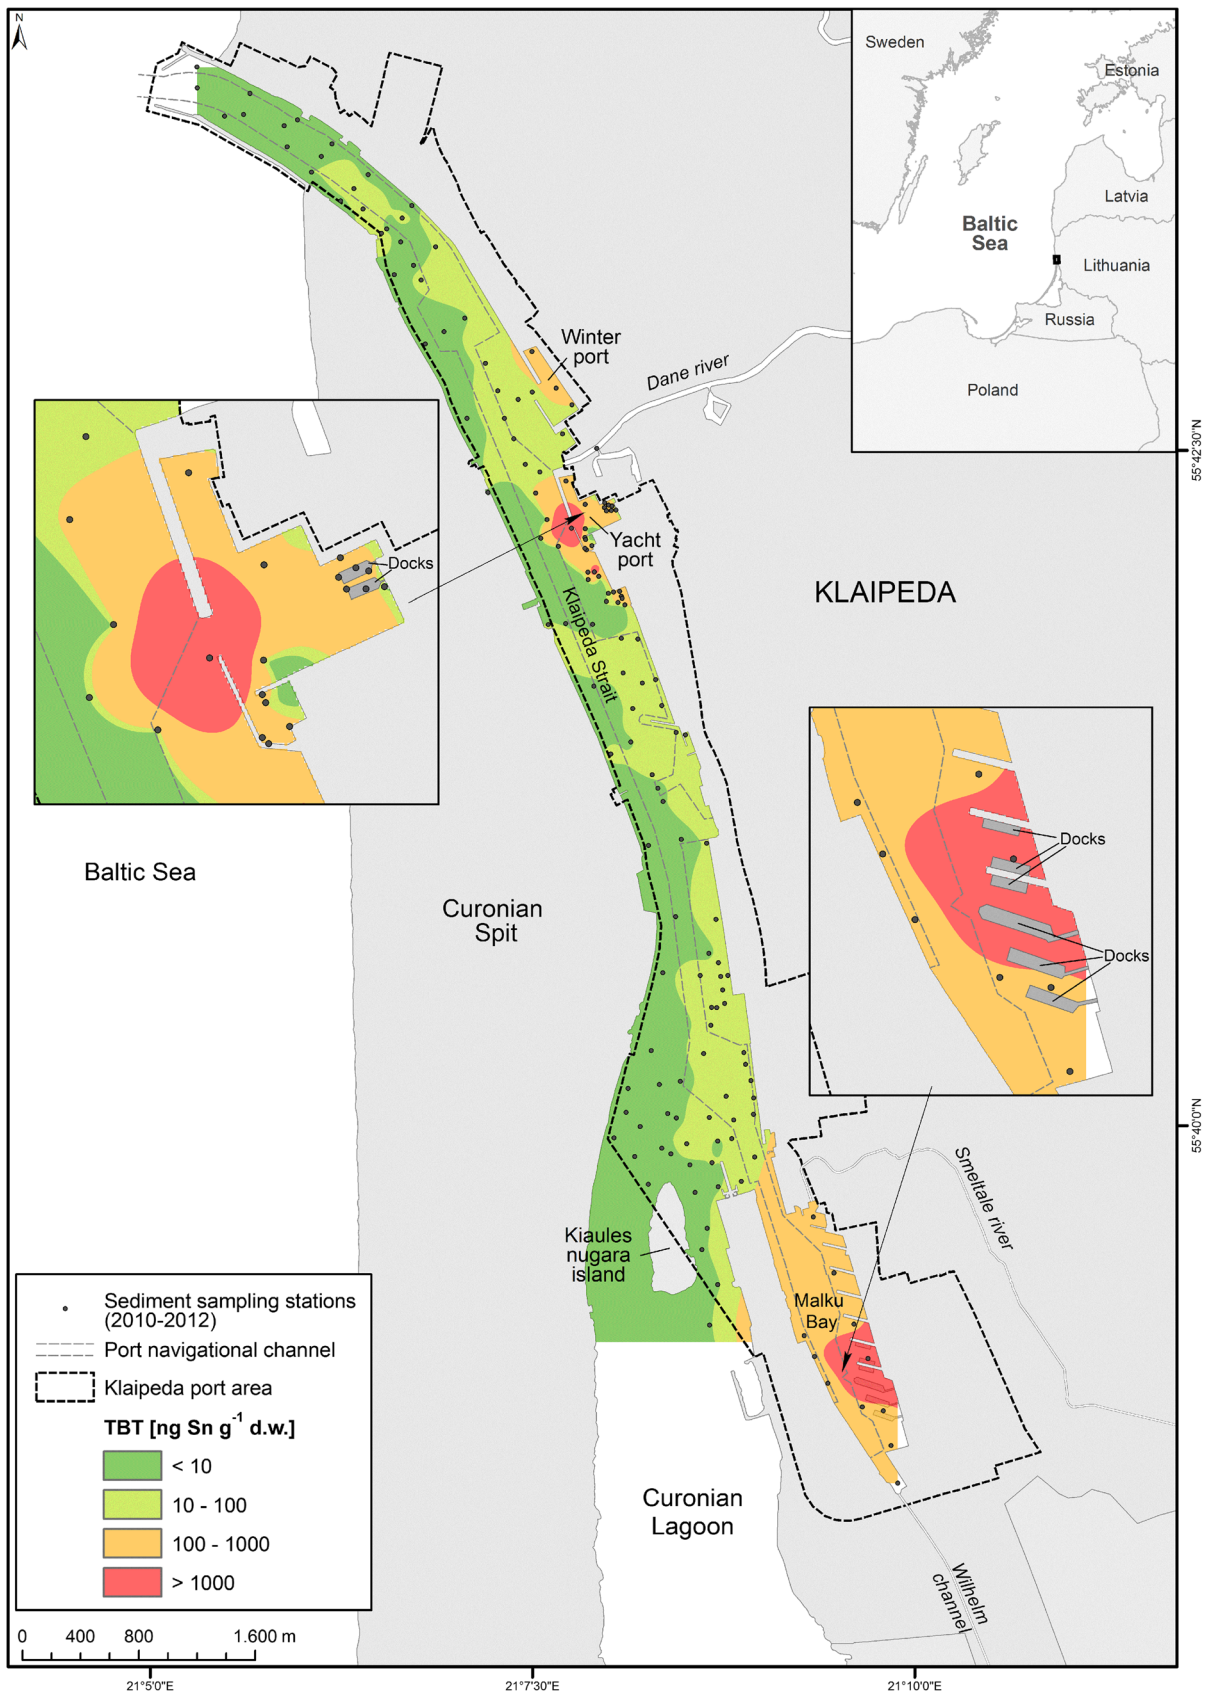 N
Sweden
Estonia
Latvia
Baltic
Sea
Lithuania
Russia
Poland
Winter
port
Dane river
55°42'30"N
Docks
Yacht
port
KLAIPEDA
Klaipeda Strait
Docks
Docks
Baltic Sea
Curonian
Spit
55°40'0"N
Smeltale river
Kiaules
nugara
island
Malku
Bay
Sediment sampling stations
(2010-2012)
Port navigational channel
Klaipeda port area
TBT [ng Sn g⁻¹ d.w.]
< 10
10 - 100
100 - 1000
> 1000
Curonian
Lagoon
Wilhelm
channel
0 400 800 1.600 m
21°5'0"E
21°7'30"E
21°10'0"E